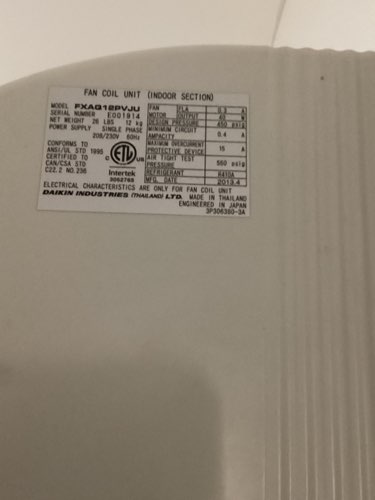 FAN COIL UNIT (INDOOR SECTION)
MODEL FXAQ12PVJU
SERIAL NUMBER E001914
NET WEIGHT 26 LBS 12 kg
POWER SUPPLY SINGLE PHASE
208/230V 60Hz
CONFORMS TO
ANSI/UL STD 1995
CERTIFIED TO
CAN/CSA STD
C22.2 NO.236
C ETL US
Intertek
3062765
FAN MOTOR FLA 0.3 A
OUTPUT 40 W
DESIGN PRESSURE 450 psig
MINIMUM CIRCUIT AMPACITY 0.4 A
MAXIMUM OVERCURRENT PROTECTIVE DEVICE 15 A
AIR TIGHT TEST PRESSURE 550 psig
REFRIGERANT R410A
MFG. DATE 2013.4
ELECTRICAL CHARACTERISTICS ARE ONLY FOR FAN COIL UNIT
DAIKIN INDUSTRIES (THAILAND) LTD. MADE IN THAILAND
ENGINEERED IN JAPAN
3P306360-3A